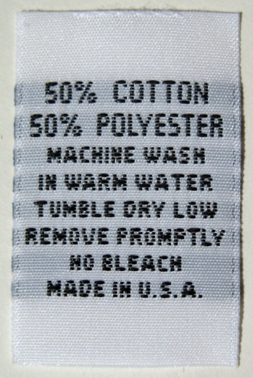 50% COTTON
50% POLYESTER
MACHINE WASH
IN WARM WATER
TUMBLE DRY LOW
REMOVE PROMPTLY
NO BLEACH
MADE IN U.S.A.